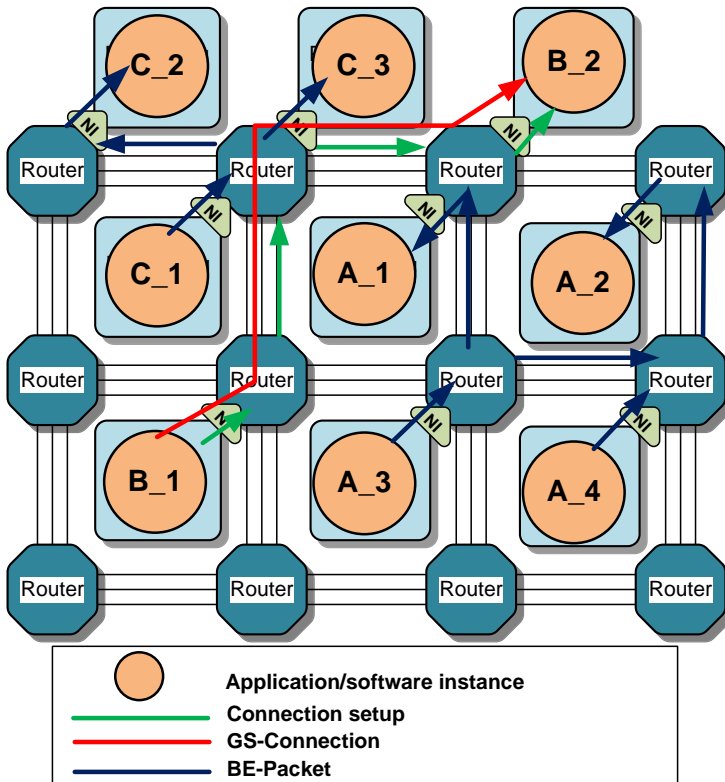 C_2
C_3
B_2
NI
NI
NI
Router
Router
Router
Router
NI
NI
NI
C_1
A_1
A_2
Router
Router
Router
Router
NI
NI
NI
B_1
A_3
A_4
Router
Router
Router
Router
Application/software instance
Connection setup
GS-Connection
BE-Packet